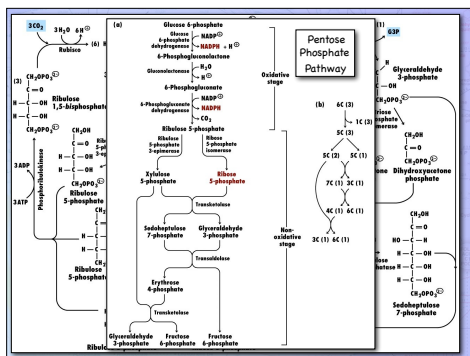 3CO₂
3H₂O 6H⊕
Rubisco
(6) H
(3)
CH₂OPO₃
C = O
H – C – OH
H – C – OH
CH₂OPO₃
Ribulose
1,5-bisphosphate
Phosphoribulokinase
3ADP
3ATP
CH₂OH
C = O
H – C – OH
H – C – OH
CH₂OPO₃
Ribulose
5-phosphate
Ribulose
5-phosphate
(a)
Glucose 6-phosphate
Glucose
6-phosphate
dehydrogenase
NADP⊕
NADPH + H⊕
6-Phosphogluconolactone
Gluconolactonase
H₂O
H⊕
6-Phosphogluconate
6-Phosphogluconate
dehydrogenase
NADP⊕
NADPH
CO₂
Ribulose 5-phosphate
Oxidative
stage
Ribulose
5-phosphate
3-epimerase
Ribose
5-phosphate
isomerase
Xylulose
5-phosphate
Ribose
5-phosphate
Transketolase
Sedoheptulose
7-phosphate
Glyceraldehyde
3-phosphate
Transaldolase
Erythrose
4-phosphate
Transketolase
Glyceraldehyde
3-phosphate
Fructose
6-phosphate
Fructose
6-phosphate
Non-
oxidative
stage
Pentose
Phosphate
Pathway
(b)
6C (3)
1C (3)
5C (3)
5C (2) 5C (1)
7C (1) 3C (1)
4C (1) 6C (1)
3C (1) 6C (1)
G3P
Glyceraldehyde
3-phosphate
CH₂OH
C = O
CH₂OPO₃
Dihydroxyacetone
phosphate
CH₂OH
C = O
HO – C – H
H – C – OH
H – C – OH
H – C – OH
CH₂OPO₃
Sedoheptulose
7-phosphate